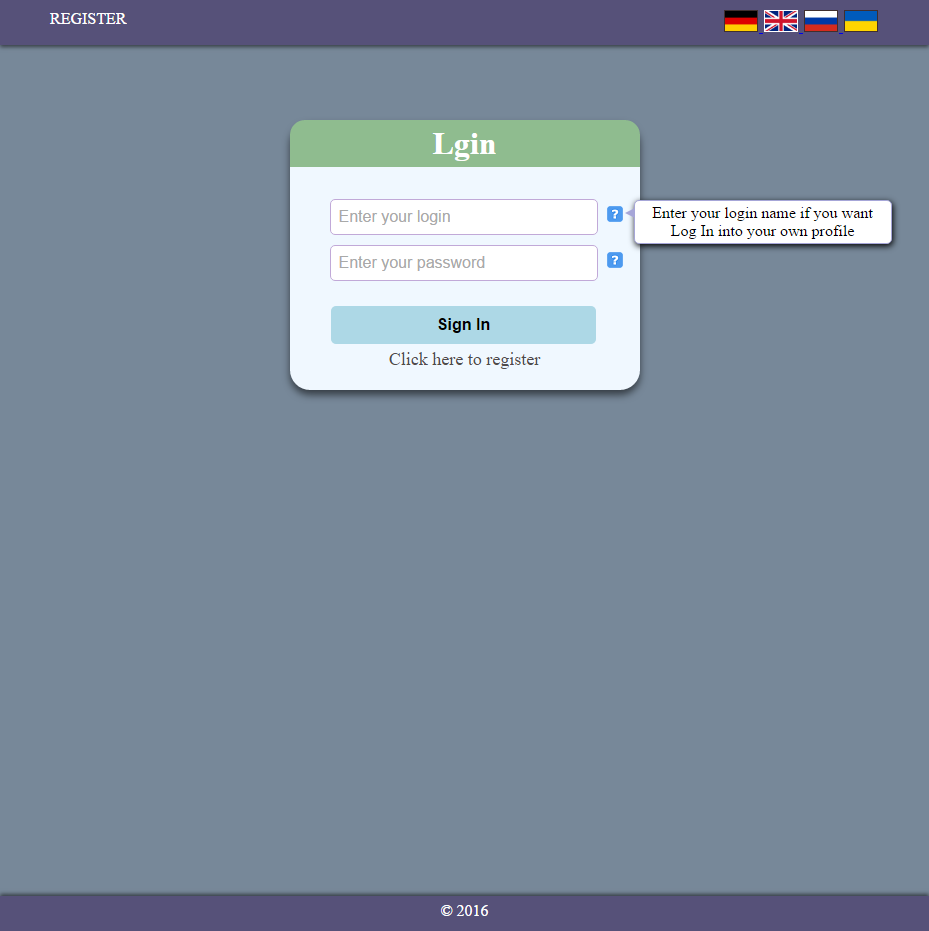 REGISTER
Lgin
Enter your login
?
Enter your login name if you want
Log In into your own profile
Enter your password
?
Sign In
Click here to register
© 2016